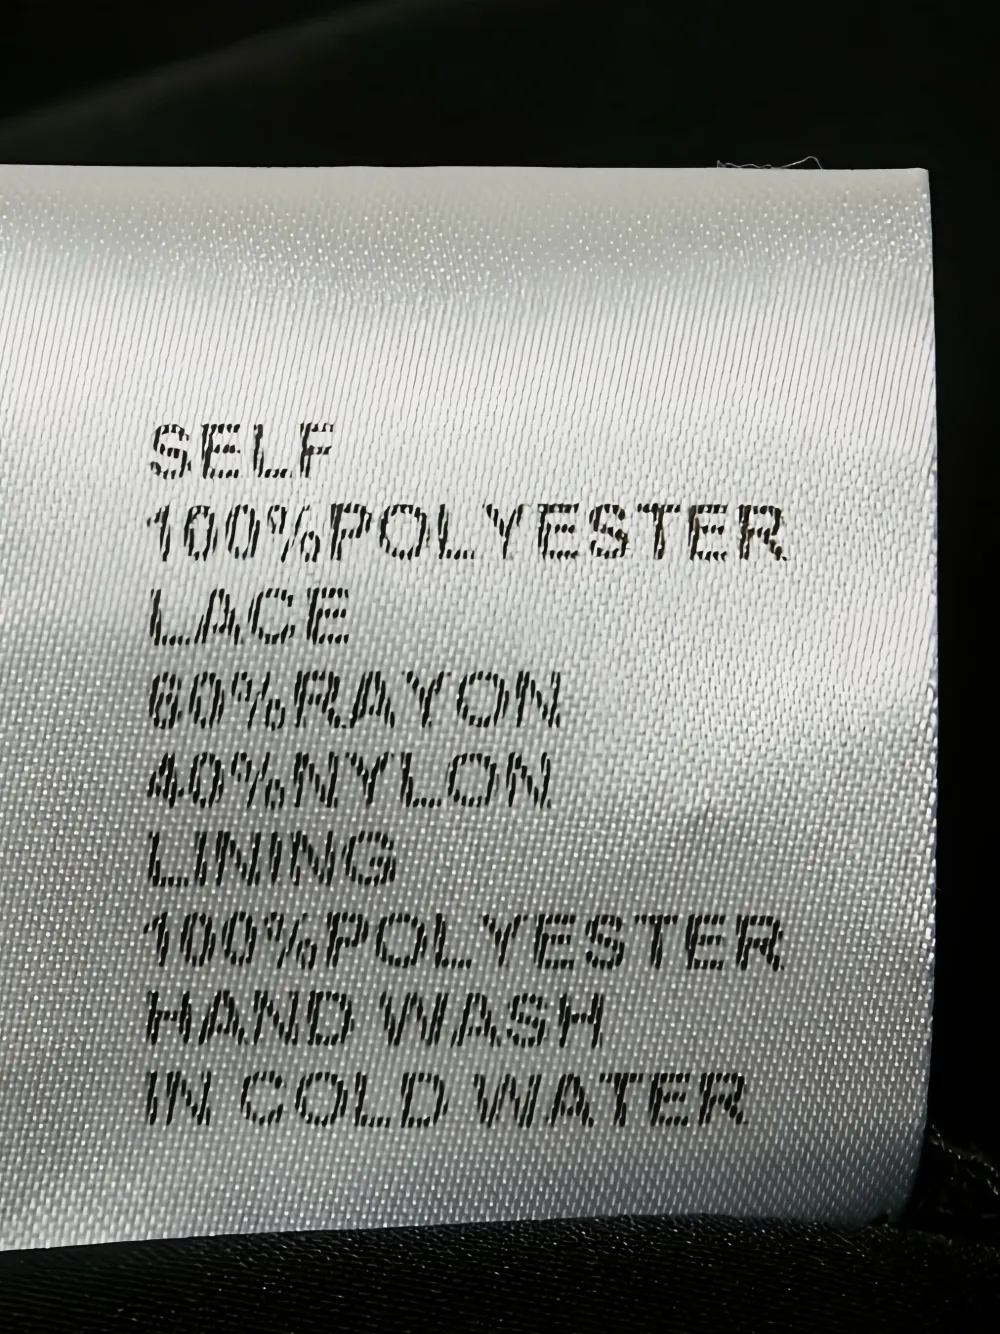 SELF
100%POLYESTER
LACE
60%RAYON
40%NYLON
LINING
100%POLYESTER
HAND WASH
IN COLD WATER